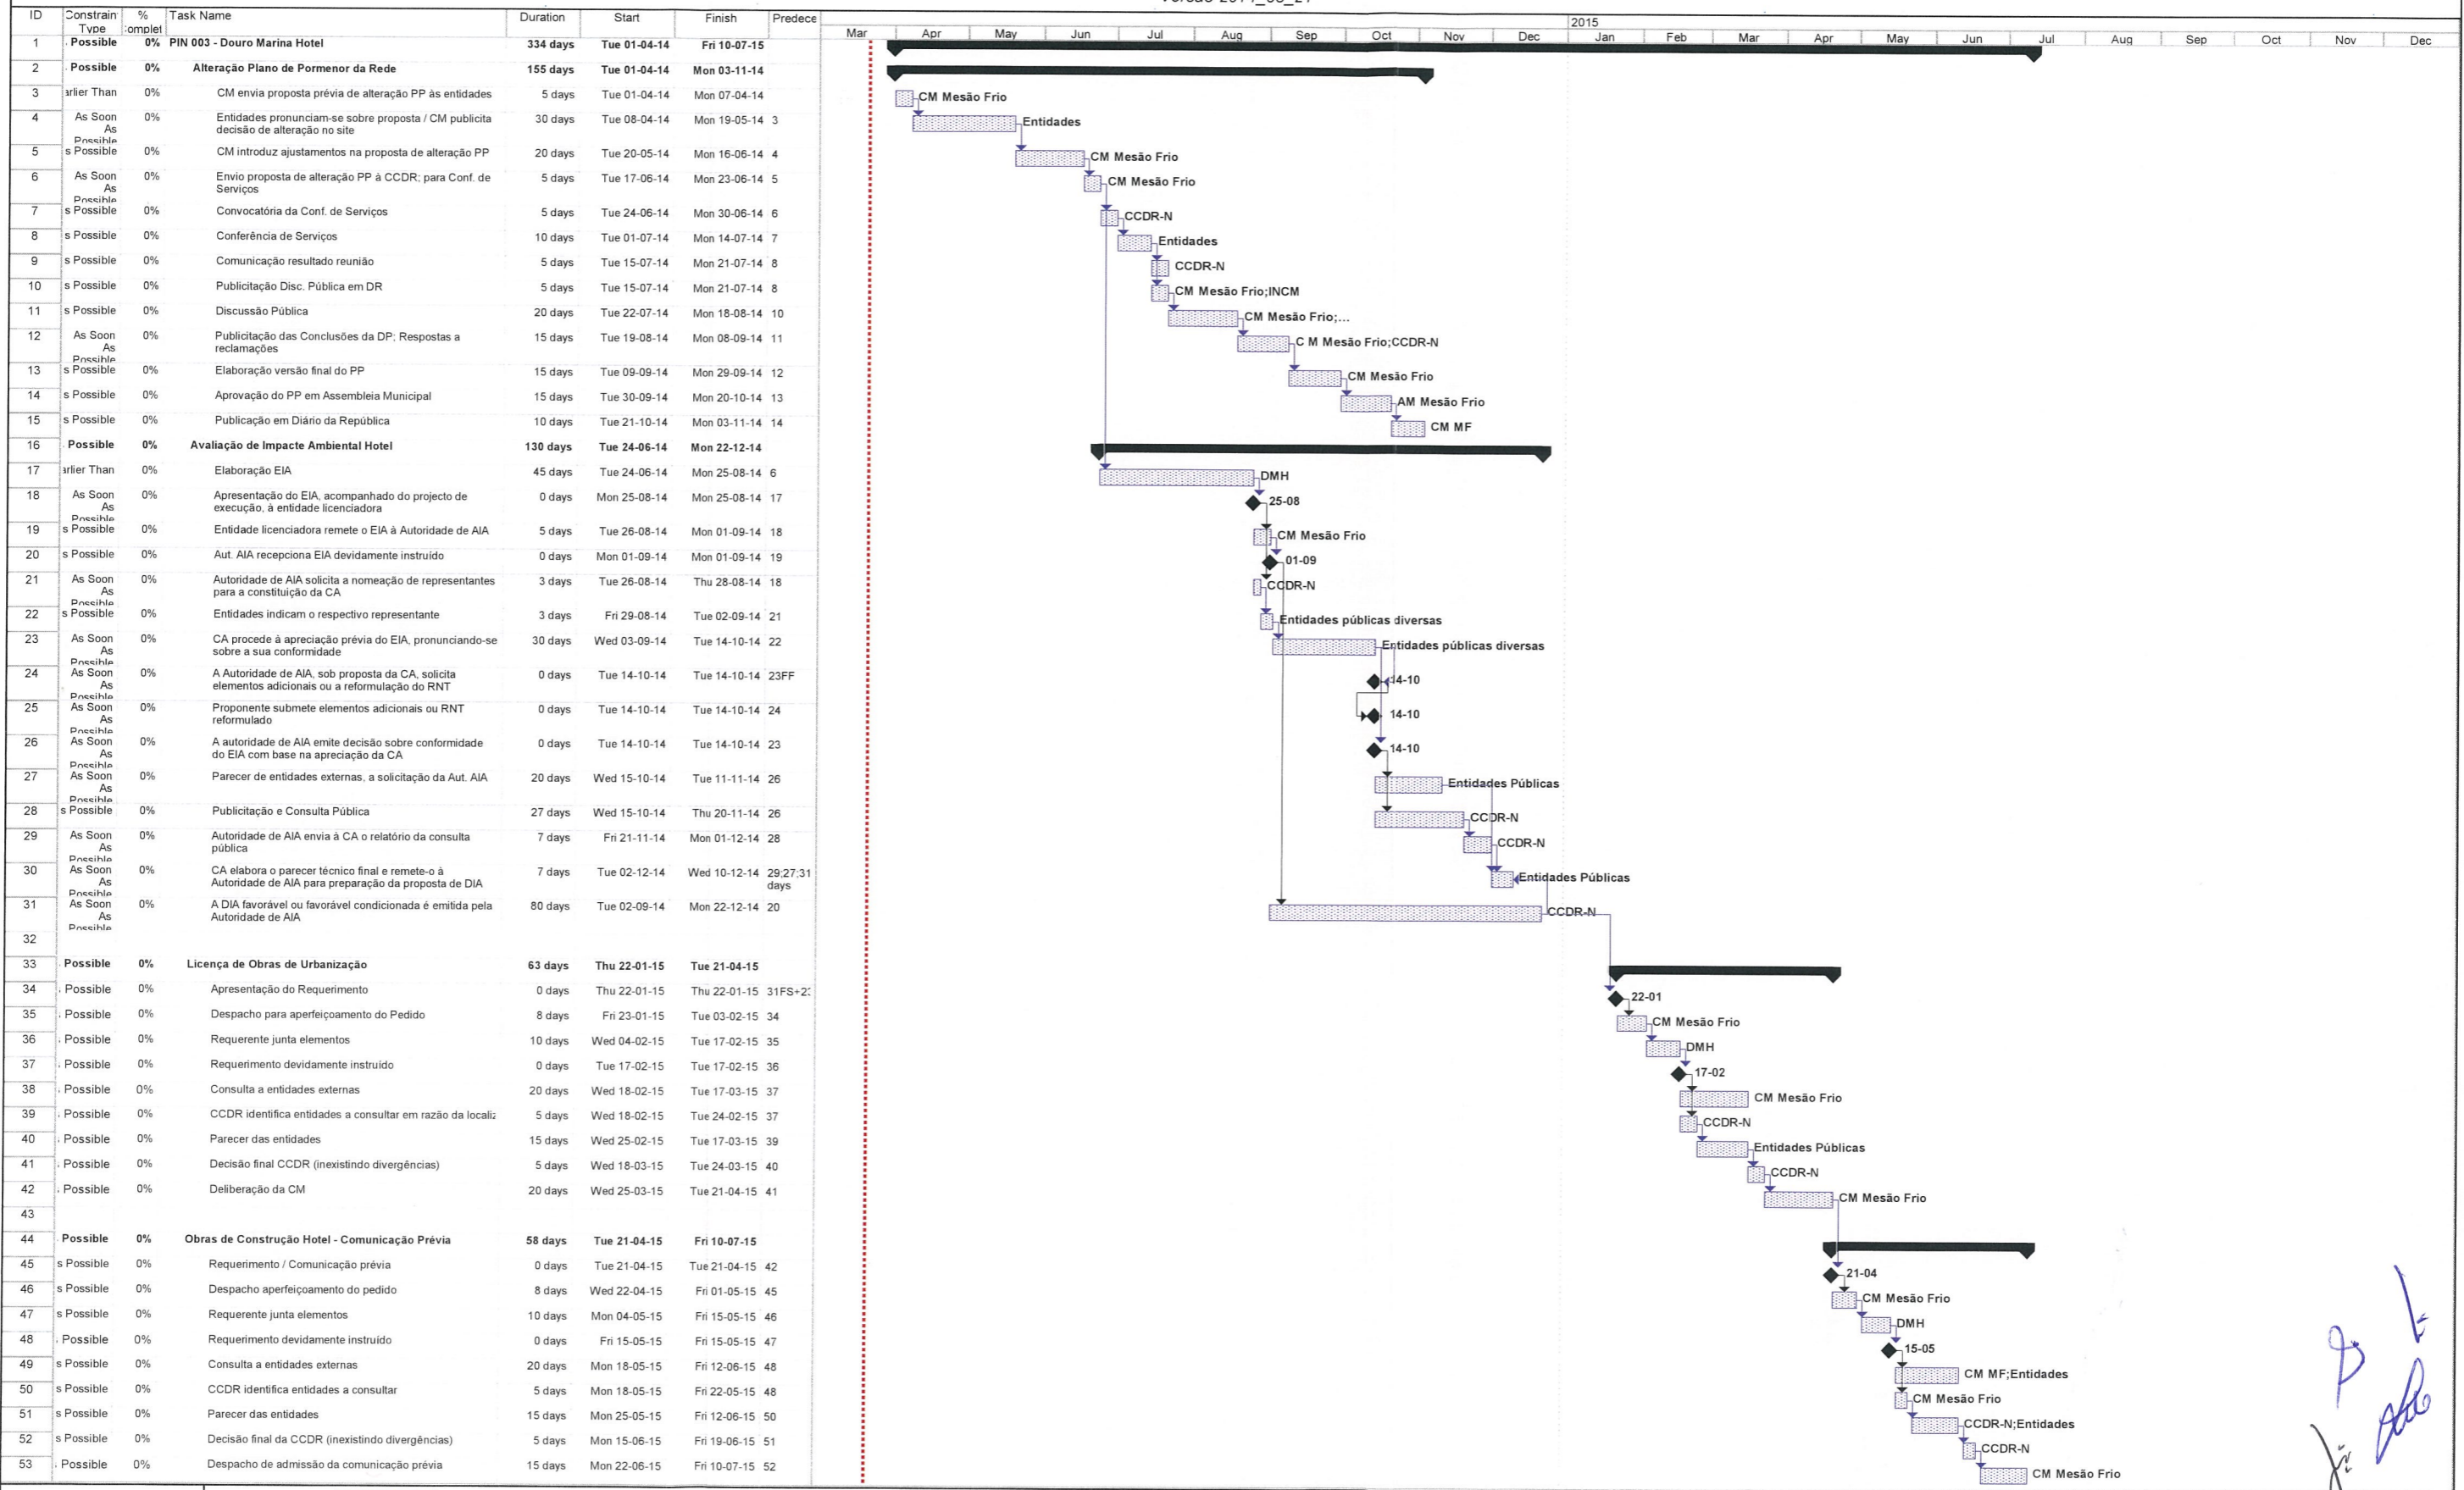 ID Constrain Type % Complet Task Name Duration Start Finish Predece
2015
Mar Apr May Jun Jul Aug Sep Oct Nov Dec Jan Feb Mar Apr May Jun Jul Aug Sep Oct Nov Dec
1 Possible 0% PIN 003 - Douro Marina Hotel 334 days Tue 01-04-14 Fri 10-07-15
2 Possible 0% Alteração Plano de Pormenor da Rede 155 days Tue 01-04-14 Mon 03-11-14
3 arlier Than 0% CM envia proposta prévia de alteração PP às entidades 5 days Tue 01-04-14 Mon 07-04-14 CM Mesão Frio
4 As Soon As Possible 0% Entidades pronunciam-se sobre proposta / CM publicita 30 days Tue 08-04-14 Mon 19-05-14 3 Entidades
decisão de alteração no site
5 s Possible 0% CM introduz ajustamentos na proposta de alteração PP 20 days Tue 20-05-14 Mon 16-06-14 4 CM Mesão Frio
6 As Soon As Possible 0% Envio proposta de alteração PP à CCDR; para Conf. de 5 days Tue 17-06-14 Mon 23-06-14 5 CM Mesão Frio
Serviços
7 s Possible 0% Convocatória da Conf. de Serviços 5 days Tue 24-06-14 Mon 30-06-14 6 CCDR-N
8 s Possible 0% Conferência de Serviços 10 days Tue 01-07-14 Mon 14-07-14 7 Entidades
9 s Possible 0% Comunicação resultado reunião 5 days Tue 15-07-14 Mon 21-07-14 8 CCDR-N
10 s Possible 0% Publicitação Disc. Pública em DR 5 days Tue 15-07-14 Mon 21-07-14 8 CM Mesão Frio;INCM
11 s Possible 0% Discussão Pública 20 days Tue 22-07-14 Mon 18-08-14 10 CM Mesão Frio;...
12 As Soon As Possible 0% Publicitação das Conclusões da DP; Respostas a 15 days Tue 19-08-14 Mon 08-09-14 11 C M Mesão Frio;CCDR-N
reclamações
13 s Possible 0% Elaboração versão final do PP 15 days Tue 09-09-14 Mon 29-09-14 12 CM Mesão Frio
14 s Possible 0% Aprovação do PP em Assembleia Municipal 15 days Tue 30-09-14 Mon 20-10-14 13 AM Mesão Frio
15 s Possible 0% Publicação em Diário da República 10 days Tue 21-10-14 Mon 03-11-14 14 CM MF
16 Possible 0% Avaliação de Impacte Ambiental Hotel 130 days Tue 24-06-14 Mon 22-12-14
17 arlier Than 0% Elaboração EIA 45 days Tue 24-06-14 Mon 25-08-14 6 DMH
18 As Soon As Possible 0% Apresentação do EIA, acompanhado do projecto de 0 days Mon 25-08-14 Mon 25-08-14 17 25-08
execução, à entidade licenciadora
19 s Possible 0% Entidade licenciadora remete o EIA à Autoridade de AIA 5 days Tue 26-08-14 Mon 01-09-14 18 CM Mesão Frio
20 s Possible 0% Aut. AIA recepciona EIA devidamente instruído 0 days Mon 01-09-14 Mon 01-09-14 19 01-09
21 As Soon As Possible 0% Autoridade de AIA solicita a nomeação de representantes 3 days Tue 26-08-14 Thu 28-08-14 18 CCDR-N
para a constituição da CA
22 s Possible 0% Entidades indicam o respectivo representante 3 days Fri 29-08-14 Tue 02-09-14 21 Entidades públicas diversas
23 As Soon As Possible 0% CA procede à apreciação prévia do EIA, pronunciando-se 30 days Wed 03-09-14 Tue 14-10-14 22 Entidades públicas diversas
sobre a sua conformidade
24 As Soon As Possible 0% A Autoridade de AIA, sob proposta da CA, solicita 0 days Tue 14-10-14 Tue 14-10-14 23FF 14-10
elementos adicionais ou a reformulação do RNT
25 As Soon As Possible 0% Proponente submete elementos adicionais ou RNT 0 days Tue 14-10-14 Tue 14-10-14 24 14-10
reformulado
26 As Soon As Possible 0% A autoridade de AIA emite decisão sobre conformidade 0 days Tue 14-10-14 Tue 14-10-14 23 14-10
do EIA com base na apreciação da CA
27 As Soon As Possible 0% Parecer de entidades externas, a solicitação da Aut. AIA 20 days Wed 15-10-14 Tue 11-11-14 26 Entidades Públicas
28 s Possible 0% Publicitação e Consulta Pública 27 days Wed 15-10-14 Thu 20-11-14 26 CCDR-N
29 As Soon As Possible 0% Autoridade de AIA envia à CA o relatório da consulta 7 days Fri 21-11-14 Mon 01-12-14 28 CCDR-N
pública
30 As Soon As Possible 0% CA elabora o parecer técnico final e remete-o à 7 days Tue 02-12-14 Wed 10-12-14 29;27;31 Entidades Públicas
Autoridade de AIA para preparação da proposta de DIA days
31 As Soon As Possible 0% A DIA favorável ou favorável condicionada é emitida pela 80 days Tue 02-09-14 Mon 22-12-14 20 CCDR-N
Autoridade de AIA
32
33 Possible 0% Licença de Obras de Urbanização 63 days Thu 22-01-15 Tue 21-04-15
34 Possible 0% Apresentação do Requerimento 0 days Thu 22-01-15 Thu 22-01-15 31FS+2 22-01
35 Possible 0% Despacho para aperfeiçoamento do Pedido 8 days Fri 23-01-15 Tue 03-02-15 34 CM Mesão Frio
36 Possible 0% Requerente junta elementos 10 days Wed 04-02-15 Tue 17-02-15 35 DMH
37 Possible 0% Requerimento devidamente instruído 0 days Tue 17-02-15 Tue 17-02-15 36 17-02
38 Possible 0% Consulta a entidades externas 20 days Wed 18-02-15 Tue 17-03-15 37 CM Mesão Frio
39 Possible 0% CCDR identifica entidades a consultar em razão da localiz 5 days Wed 18-02-15 Tue 24-02-15 37 CCDR-N
40 Possible 0% Parecer das entidades 15 days Wed 25-02-15 Tue 17-03-15 39 Entidades Públicas
41 Possible 0% Decisão final CCDR (inexistindo divergências) 5 days Wed 18-03-15 Tue 24-03-15 40 CCDR-N
42 Possible 0% Deliberação da CM 20 days Wed 25-03-15 Tue 21-04-15 41 CM Mesão Frio
43
44 Possible 0% Obras de Construção Hotel - Comunicação Prévia 58 days Tue 21-04-15 Fri 10-07-15
45 s Possible 0% Requerimento / Comunicação prévia 0 days Tue 21-04-15 Tue 21-04-15 42 21-04
46 s Possible 0% Despacho aperfeiçoamento do pedido 8 days Wed 22-04-15 Fri 01-05-15 45 CM Mesão Frio
47 s Possible 0% Requerente junta elementos 10 days Mon 04-05-15 Fri 15-05-15 46 DMH
48 Possible 0% Requerimento devidamente instruído 0 days Fri 15-05-15 Fri 15-05-15 47 15-05
49 s Possible 0% Consulta a entidades externas 20 days Mon 18-05-15 Fri 12-06-15 48 CM MF;Entidades
50 s Possible 0% CCDR identifica entidades a consultar 5 days Mon 18-05-15 Fri 22-05-15 48 CM Mesão Frio
51 s Possible 0% Parecer das entidades 15 days Mon 25-05-15 Fri 12-06-15 50 CCDR-N;Entidades
52 s Possible 0% Decisão final da CCDR (inexistindo divergências) 5 days Mon 15-06-15 Fri 19-06-15 51 CCDR-N
53 Possible 0% Despacho de admissão da comunicação prévia 15 days Mon 22-06-15 Fri 10-07-15 52 CM Mesão Frio